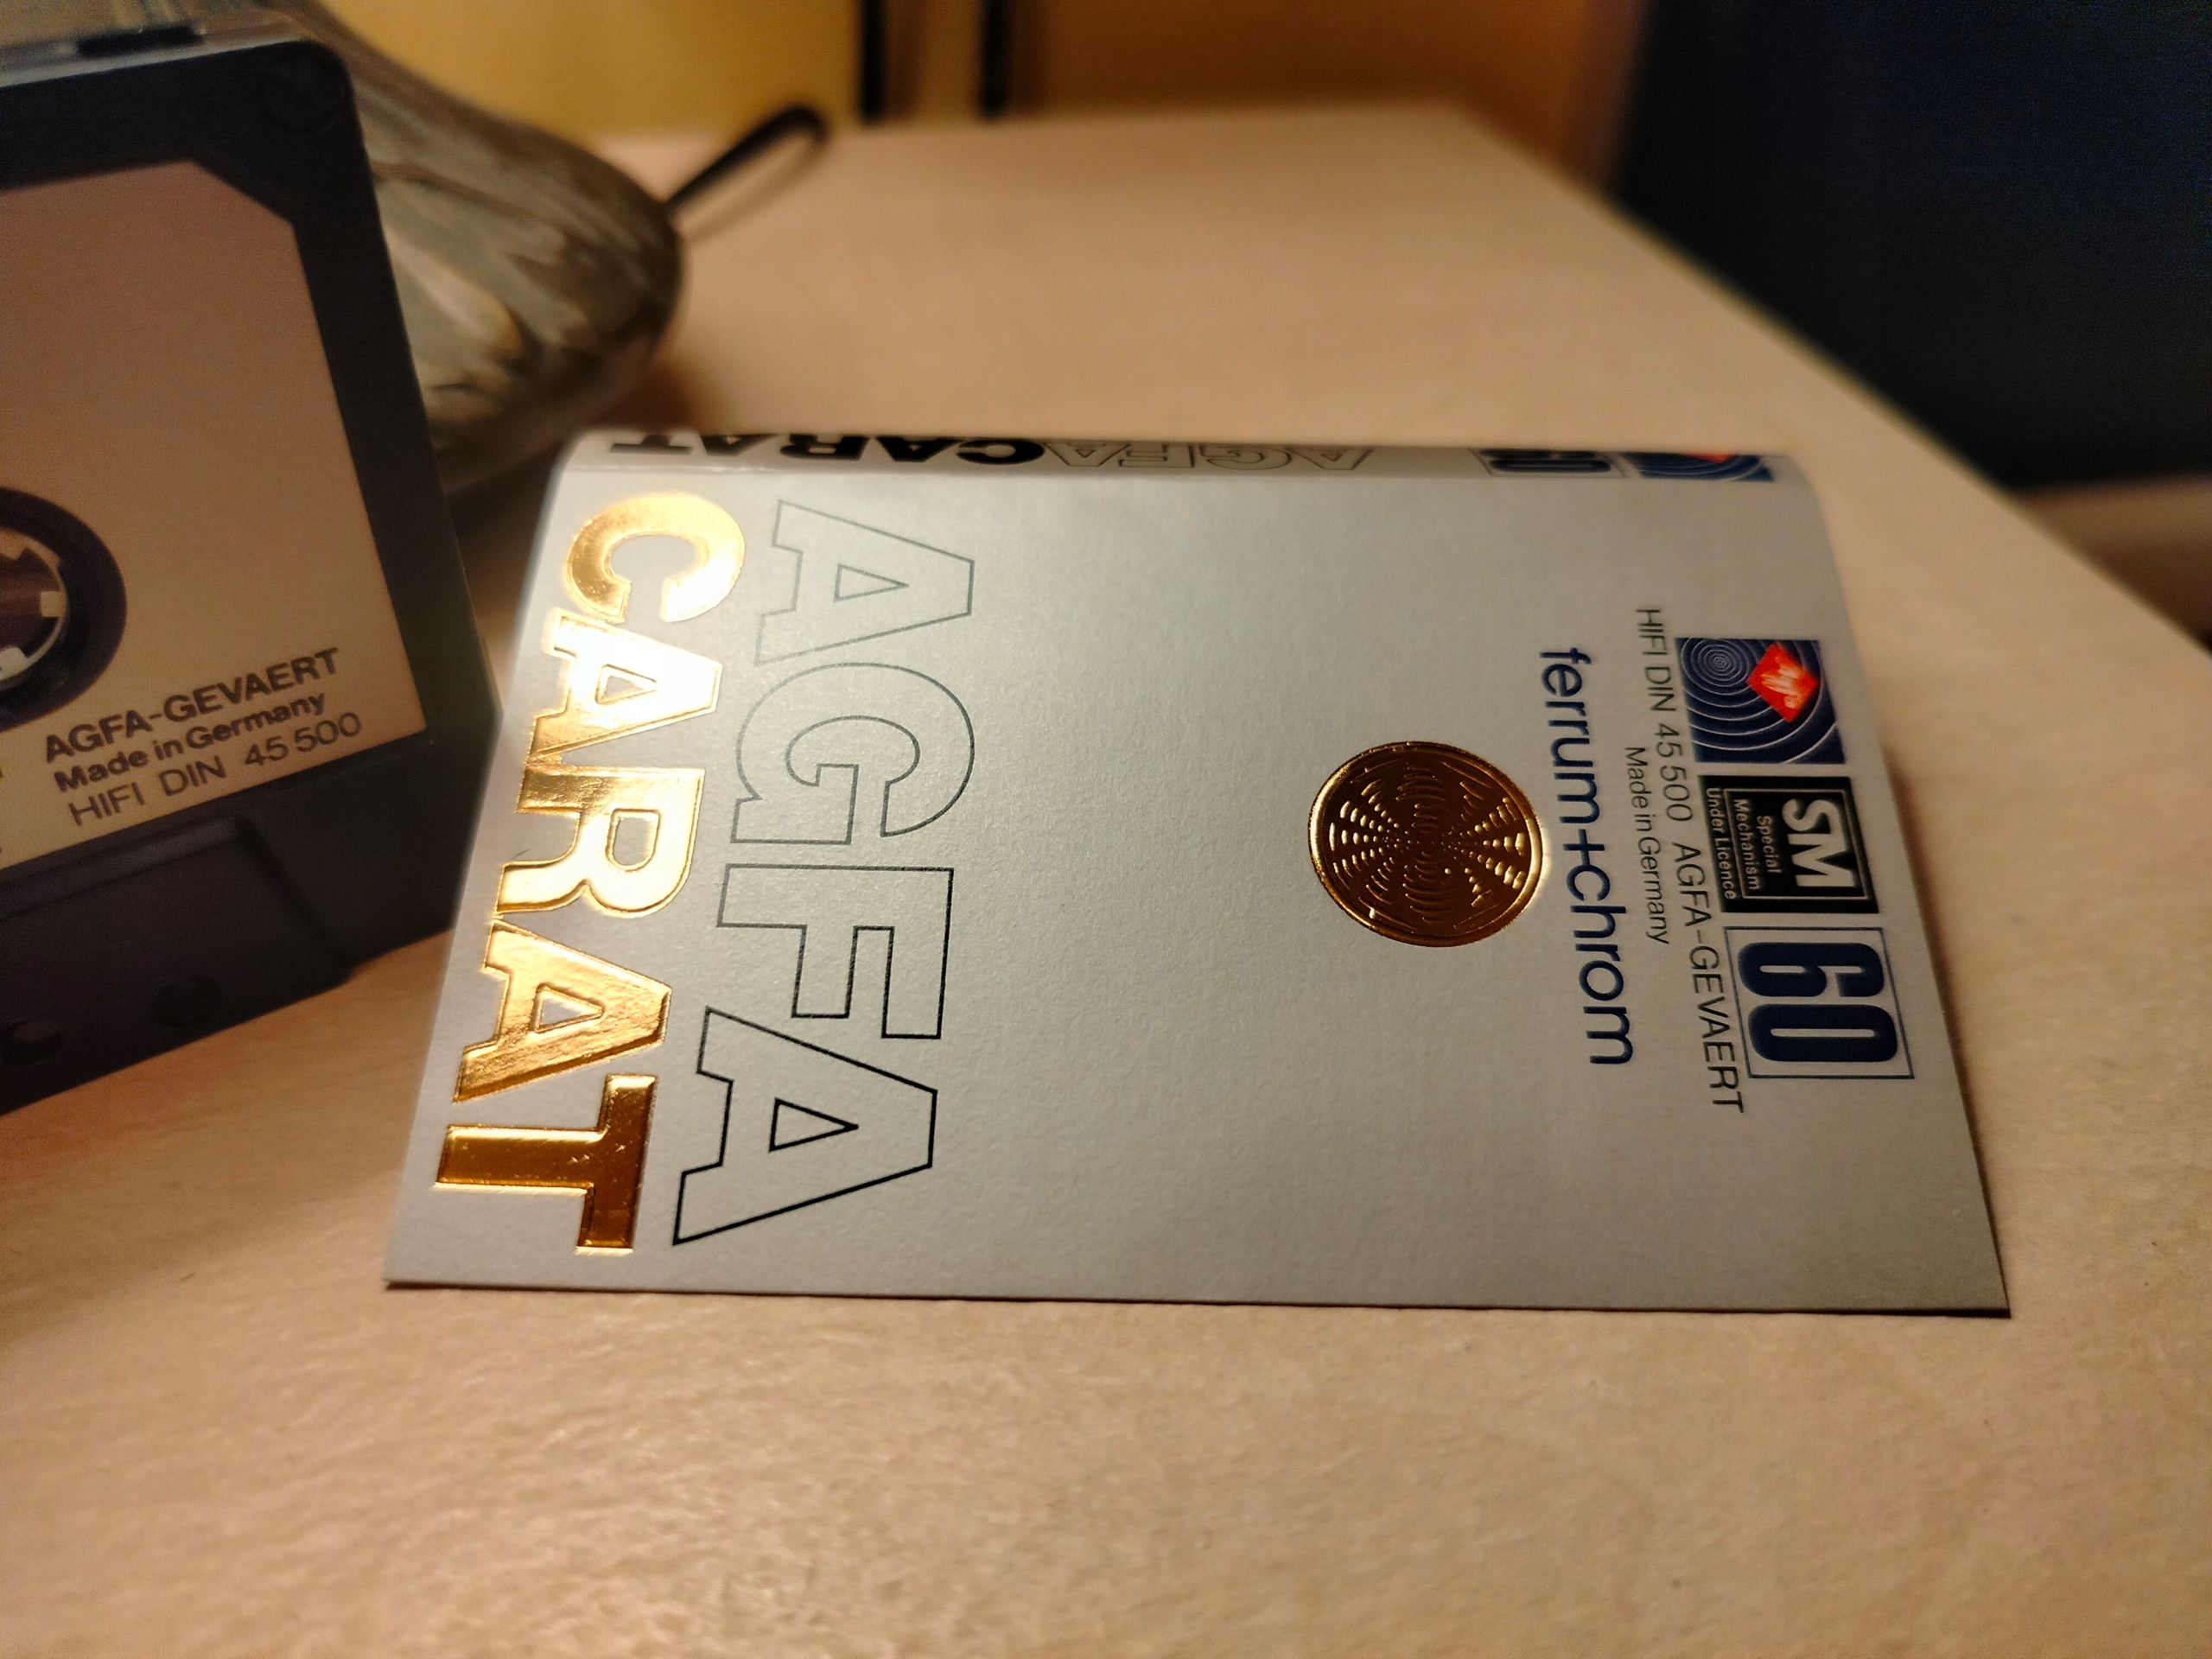 AGFA-GEVAERT
Made in Germany
HIFI DIN 45 500
CARAT AGFA 60
AGFA
CARAT
ferrum+chrom
HIFI DIN 45 500 AGFA-GEVAERT
Made in Germany
SM
Special
Mechanism
Under Licence
60